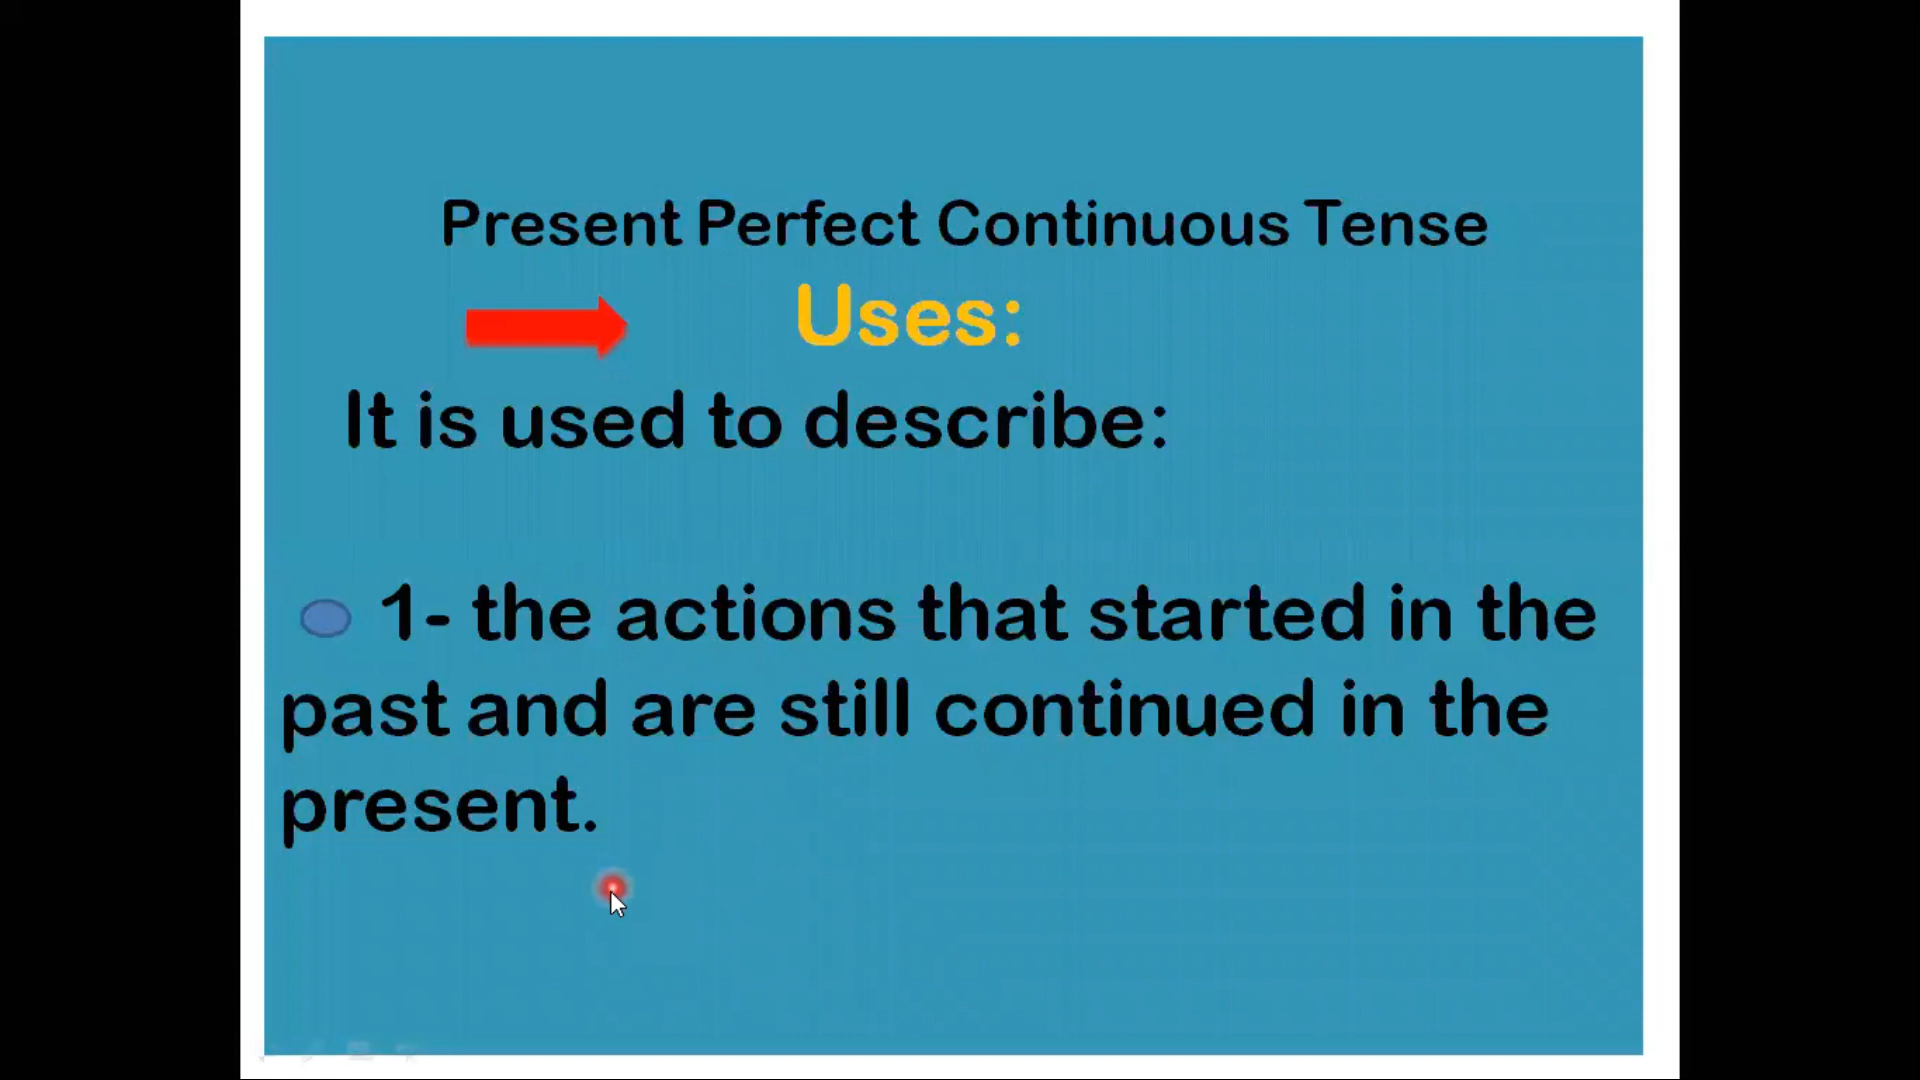 Present Perfect Continuous Tense
Uses:
It is used to describe:
1- the actions that started in the
past and are still continued in the
present.